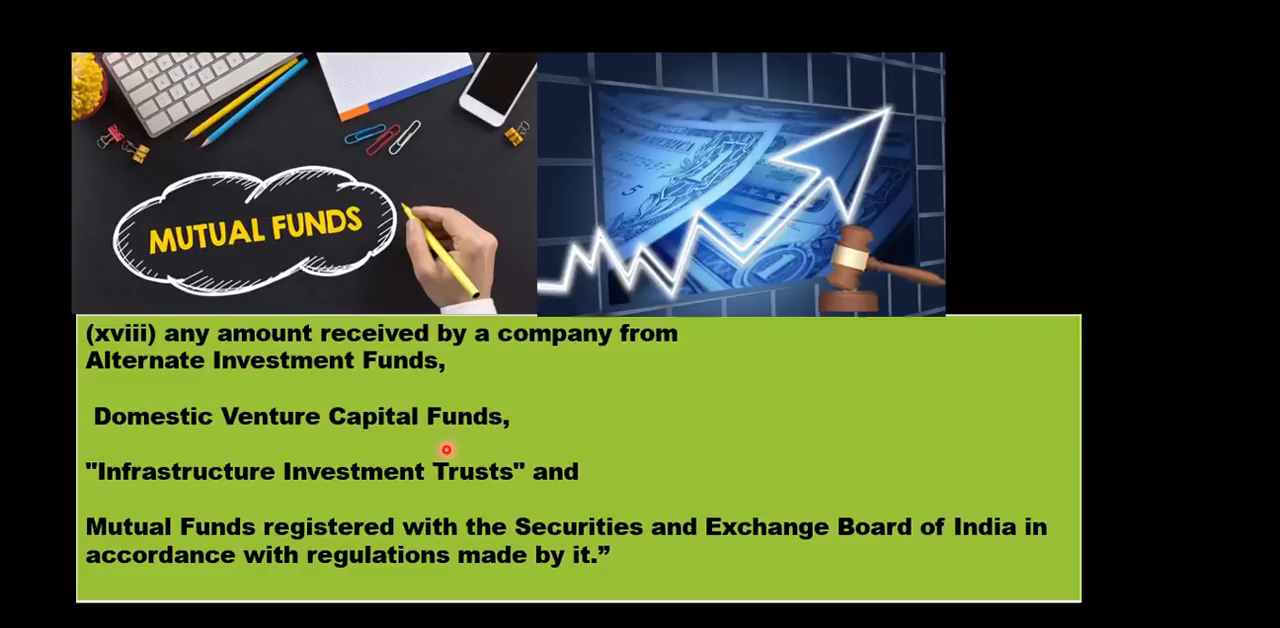 MUTUAL FUNDS
(xviii) any amount received by a company from
Alternate Investment Funds,
Domestic Venture Capital Funds,
"Infrastructure Investment Trusts" and
Mutual Funds registered with the Securities and Exchange Board of India in
accordance with regulations made by it.”